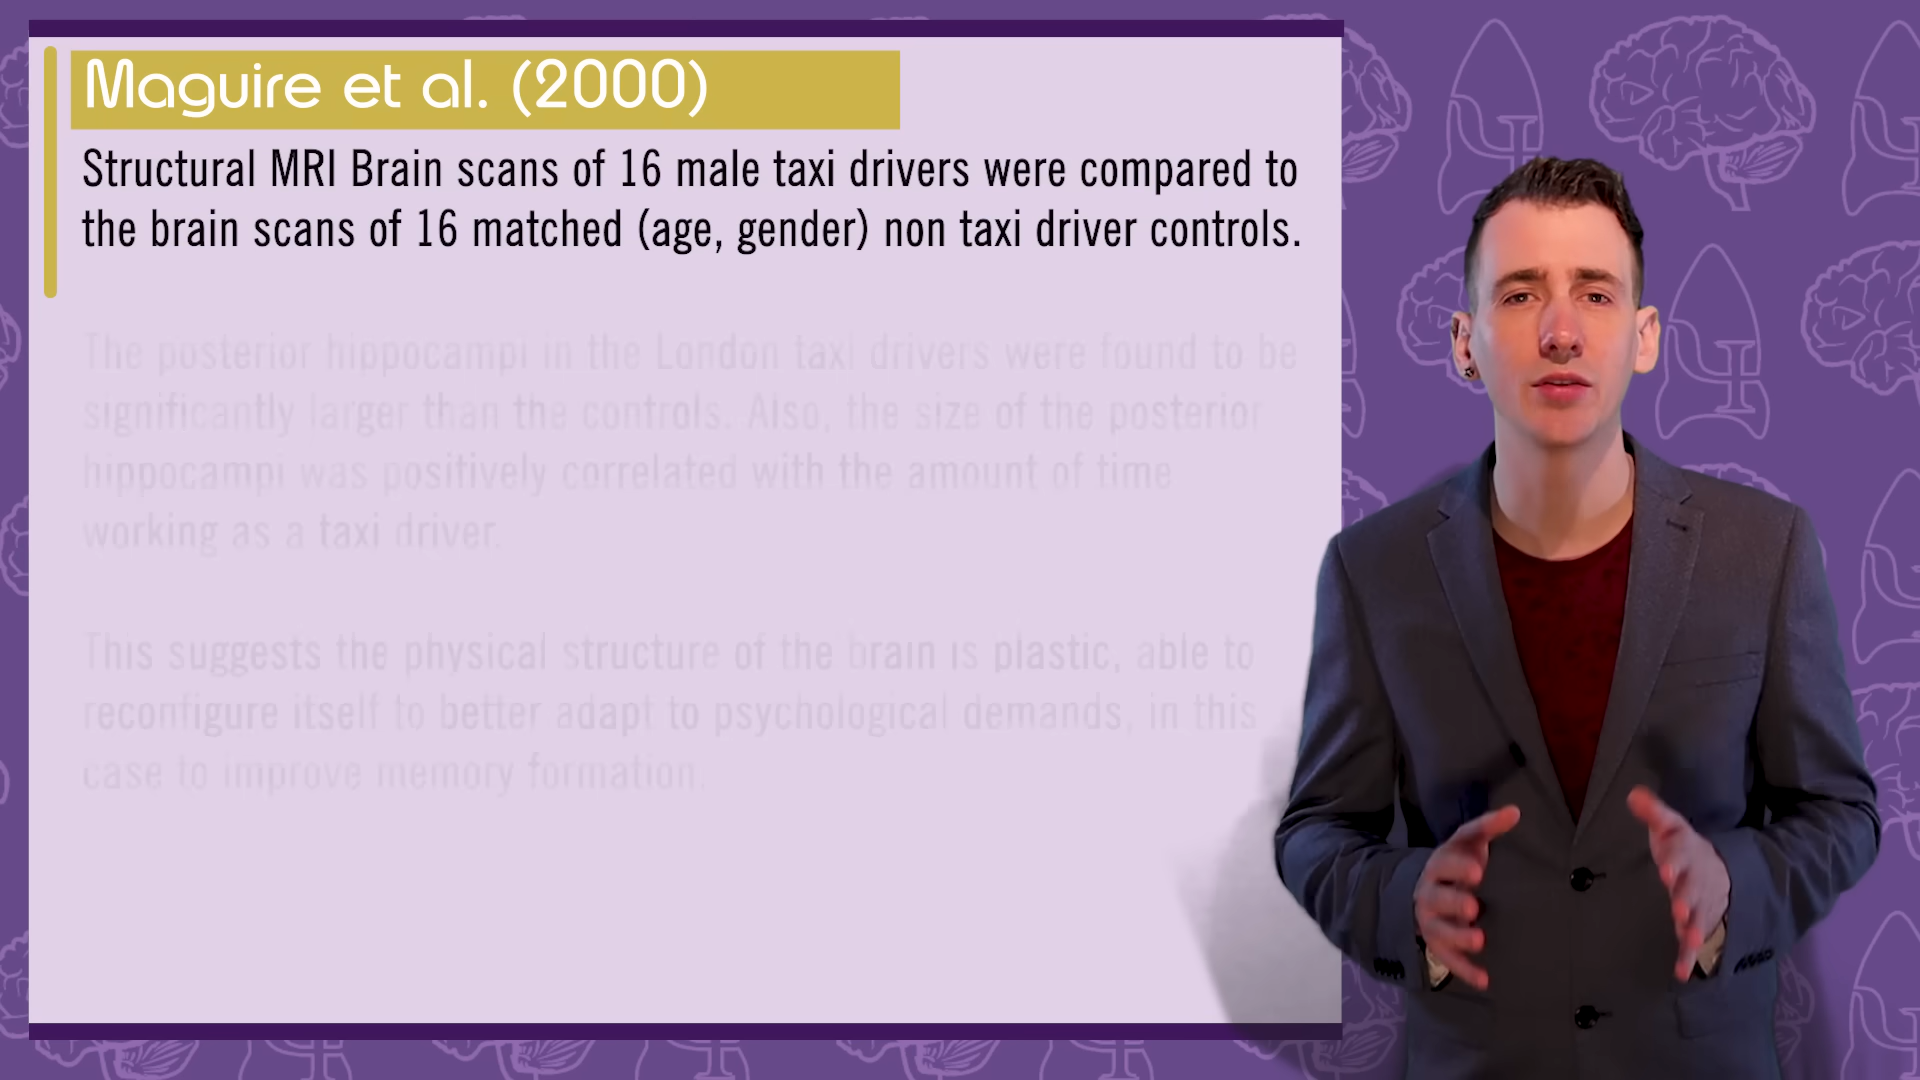 Maguire et al. (2000)
Structural MRI Brain scans of 16 male taxi drivers were compared to
the brain scans of 16 matched (age, gender) non taxi driver controls.
The posterior hippocampi in the London taxi drivers were found to be
significantly larger than the controls. Also, the size of the posterior
hippocampi was positively correlated with the amount of time
working as a taxi driver.
This suggests the physical structure of the brain is plastic, able to
reconfigure itself to better adapt to psychological demands, in this
case to improve memory formation.